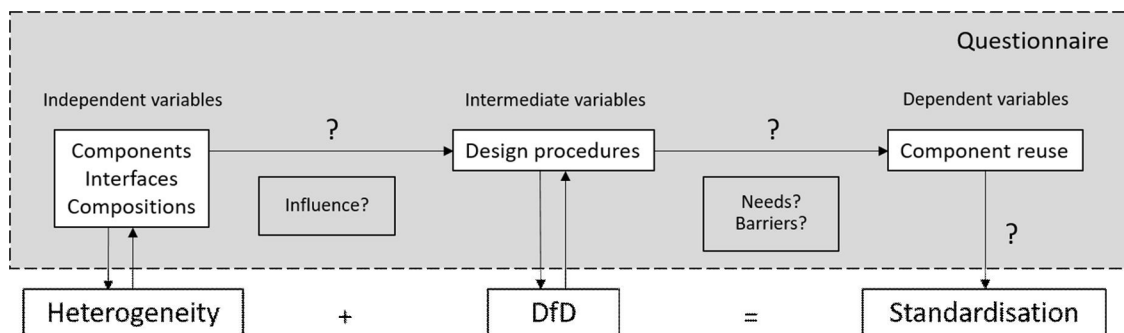 Questionnaire
Independent variables
Intermediate variables
Dependent variables
?
?
Components
Interfaces
Compositions
Design procedures
Component reuse
Influence?
Needs?
Barriers?
?
Heterogeneity
+
DfD
=
Standardisation